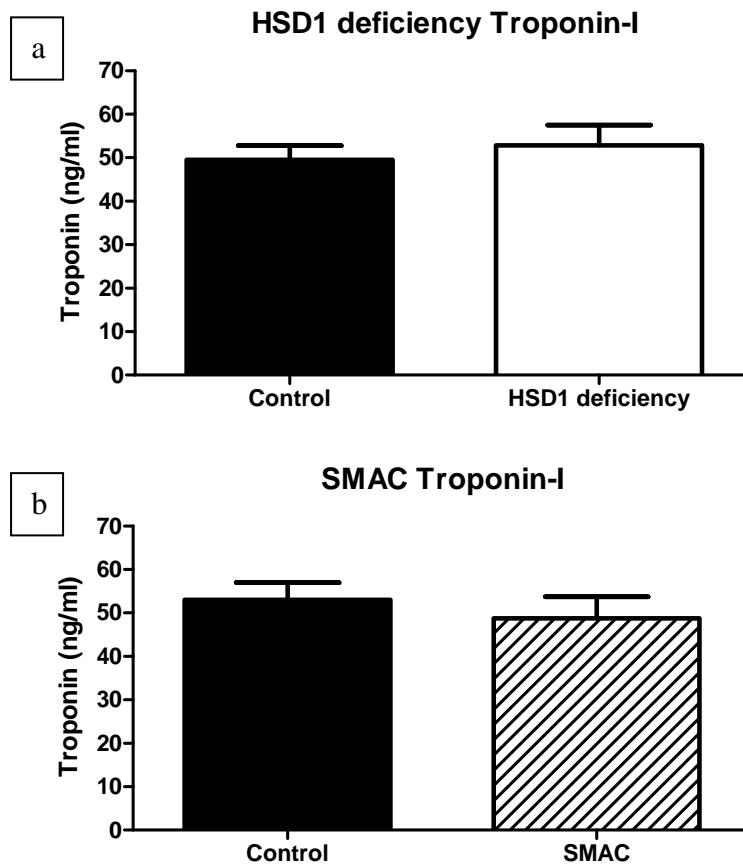 a
HSD1 deficiency Troponin-I
Troponin (ng/ml)
70
60
50
40
30
20
10
0
Control HSD1 deficiency
b
SMAC Troponin-I
Troponin (ng/ml)
70
60
50
40
30
20
10
0
Control SMAC